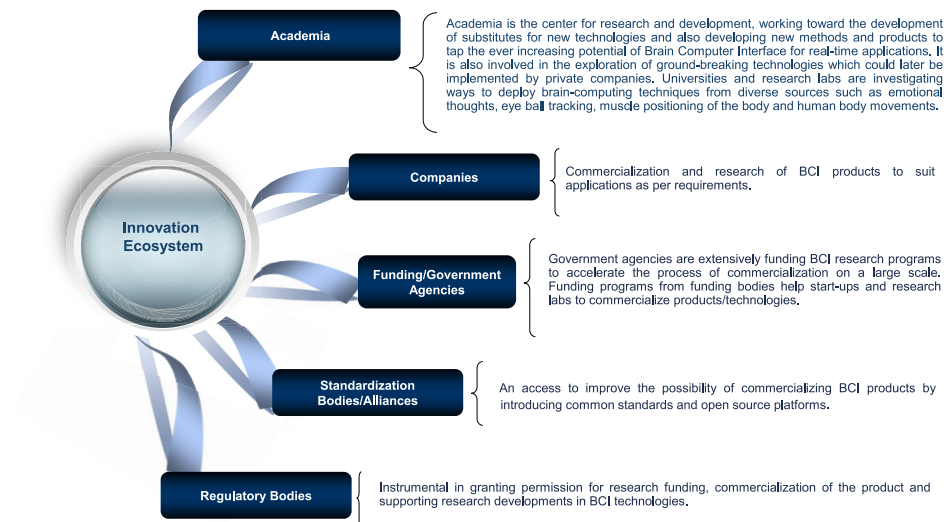 Academia
Academia is the center for research and development, working toward the development
of substitutes for new technologies and also developing new methods and products to
tap the ever increasing potential of Brain Computer Interface for real-time applications. It
is also involved in the exploration of ground-breaking technologies which could later be
implemented by private companies. Universities and research labs are investigating
ways to deploy brain-computing techniques from diverse sources such as emotional
thoughts, eye ball tracking, muscle positioning of the body and human body movements.
Companies
Commercialization and research of BCI products to suit
applications as per requirements.
Innovation
Ecosystem
Funding/Government
Agencies
Government agencies are extensively funding BCI research programs
to accelerate the process of commercialization on a large scale.
Funding programs from funding bodies help start-ups and research
labs to commercialize products/technologies.
Standardization
Bodies/Alliances
An access to improve the possibility of commercializing BCI products by
introducing common standards and open source platforms.
Regulatory Bodies
Instrumental in granting permission for research funding, commercialization of the product and
supporting research developments in BCI technologies.